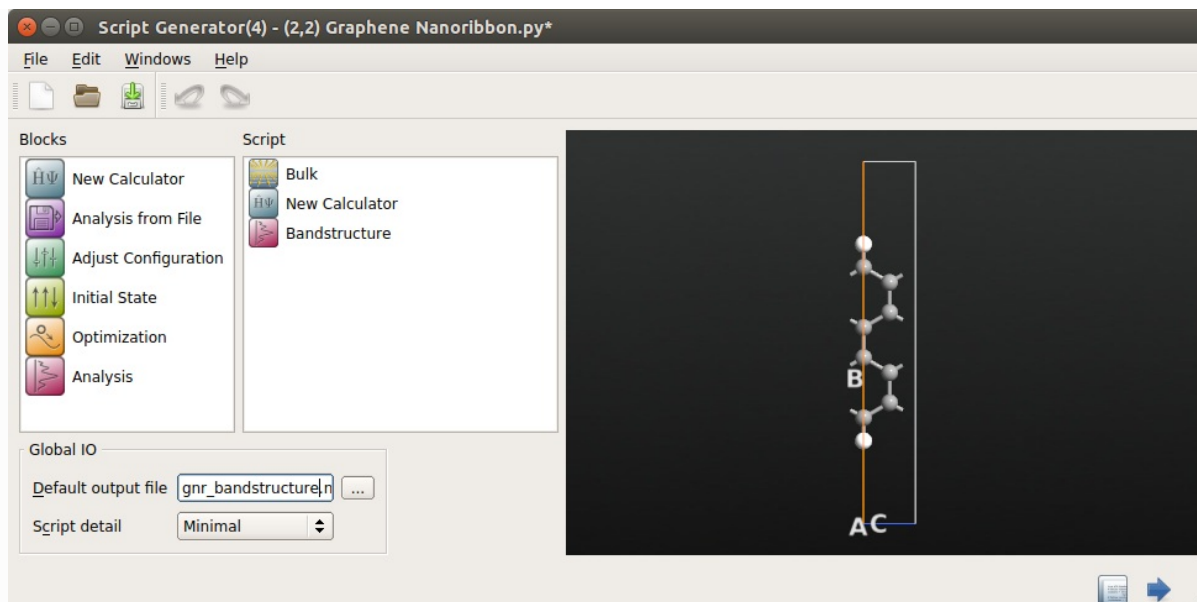 Script Generator(4) - (2,2) Graphene Nanoribbon.py*
File Edit Windows Help
Blocks
Script
ĤΨ New Calculator
Analysis from File
Adjust Configuration
Initial State
Optimization
Analysis
Bulk
ĤΨ New Calculator
Bandstructure
Global IO
Default output file gnr_bandstructure.n ...
Script detail Minimal
B
A C